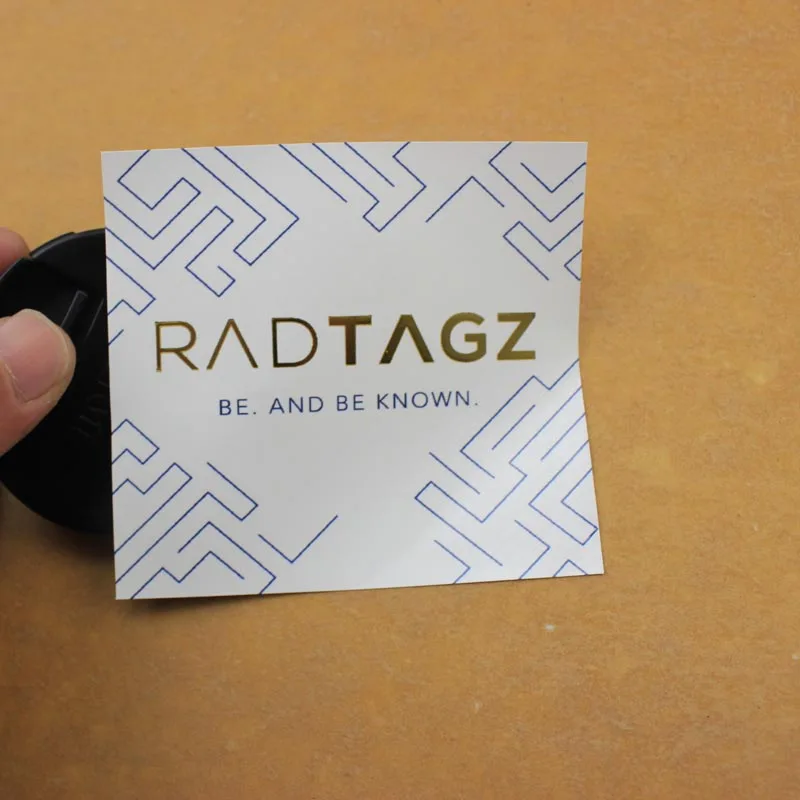 RADTAGZ
BE. AND BE KNOWN.